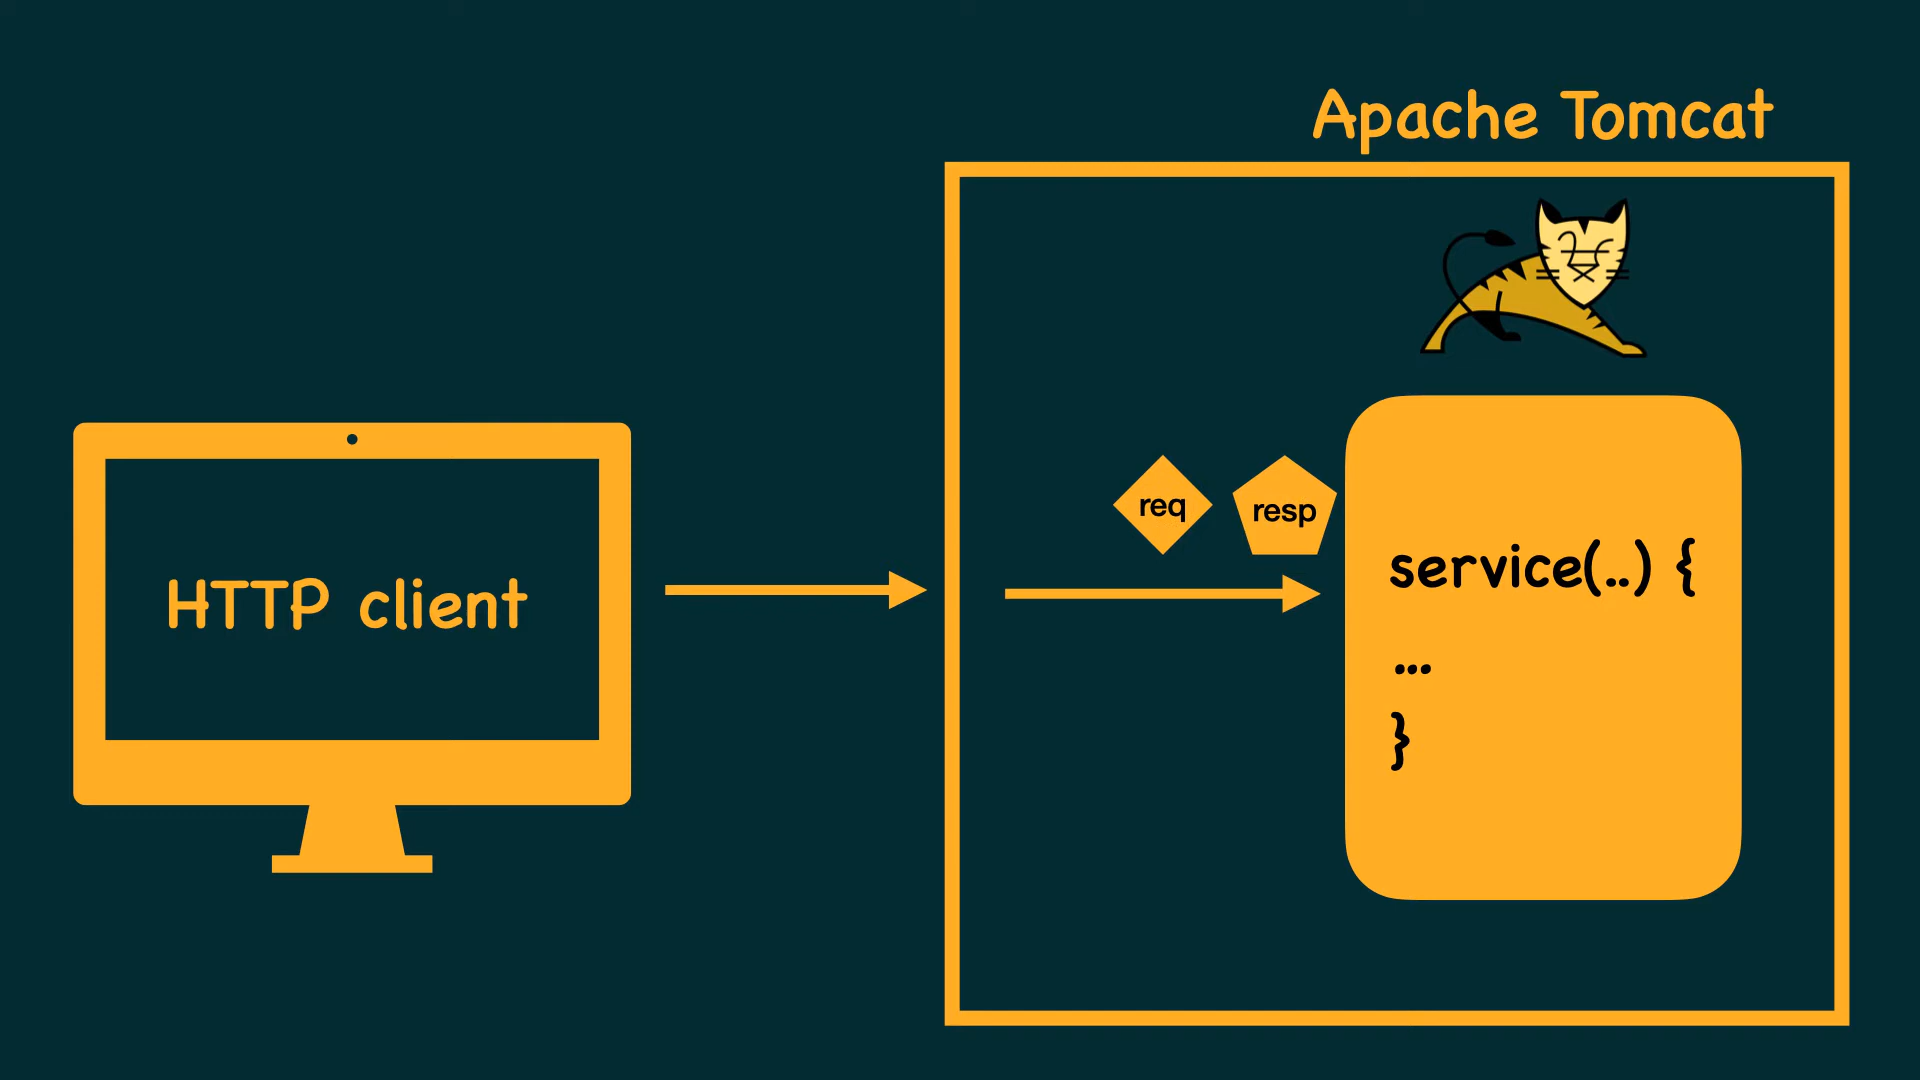 Apache Tomcat
HTTP client
req
resp
service(..) {
...
}